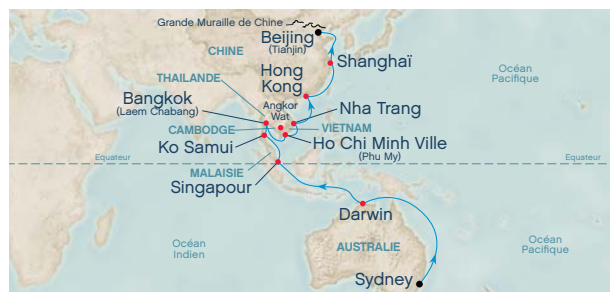 Grande Muraille de Chine
Beijing
(Tianjin)
CHINE
Shanghaï
Océan
Pacifique
Hong
Kong
THAILANDE
Bangkok
(Laem Chabang)
Angkor
Wat
Nha Trang
CAMBODGE
VIETNAM
Ko Samui
Ho Chi Minh Ville
(Phu My)
Equateur
Equateur
MALAISIE
Singapour
Darwin
Océan
Indien
AUSTRALIE
Océan
Pacifique
Sydney